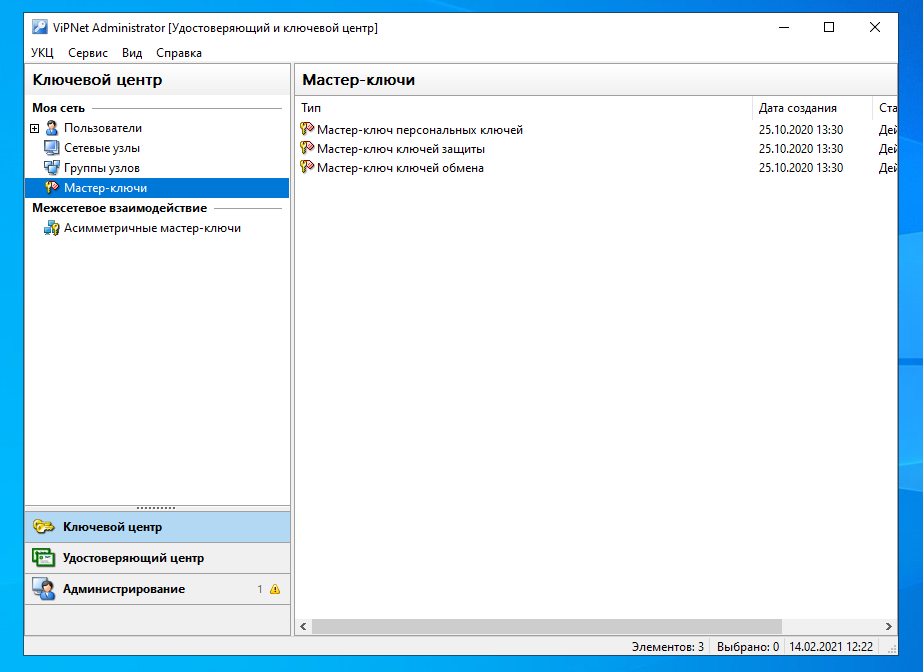 ViPNet Administrator [Удостоверяющий и ключевой центр]
УКЦ Сервис Вид Справка
Ключевой центр
Моя сеть
Пользователи
Сетевые узлы
Группы узлов
Мастер-ключи
Межсетевое взаимодействие
Асимметричные мастер-ключи
Ключевой центр
Удостоверяющий центр
Администрирование 1
Мастер-ключи
Тип Дата создания Ста
Мастер-ключ персональных ключей 25.10.2020 13:30 Дей
Мастер-ключ ключей защиты 25.10.2020 13:30 Дей
Мастер-ключ ключей обмена 25.10.2020 13:30 Дей
Элементов: 3 Выбрано: 0 14.02.2021 12:22